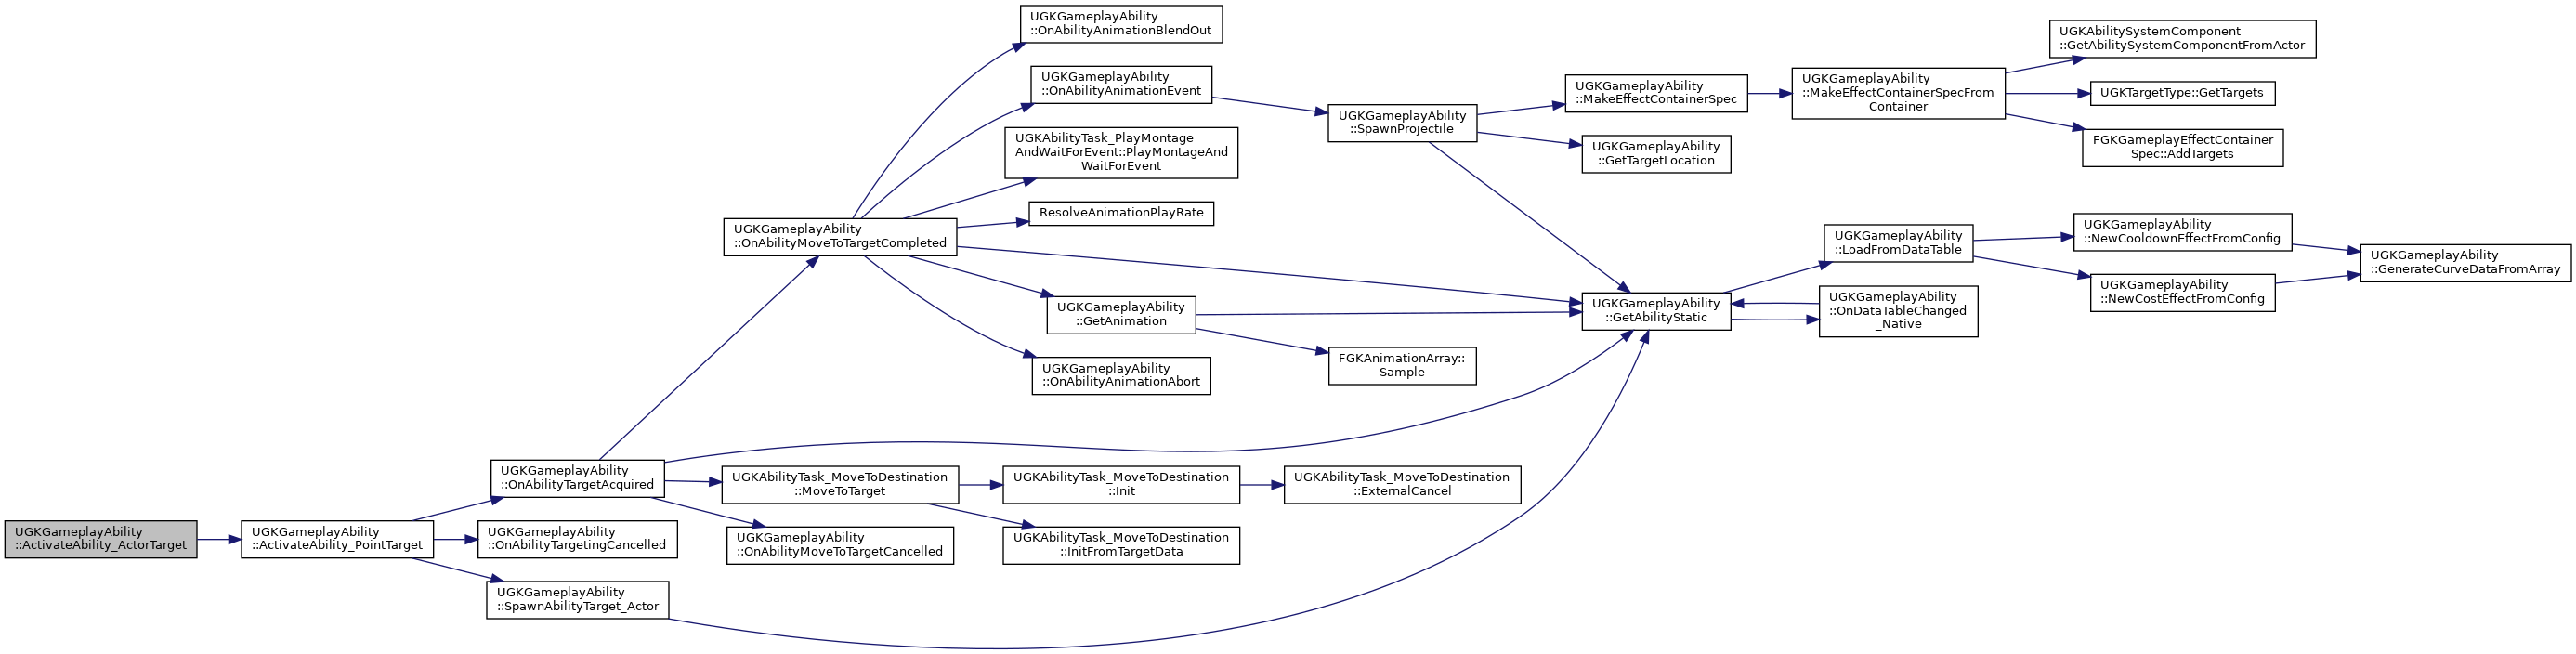 UGKGameplayAbility
::ActivateAbility_ActorTarget
UGKGameplayAbility
::ActivateAbility_PointTarget
UGKGameplayAbility
::OnAbilityTargetAcquired
UGKGameplayAbility
::OnAbilityTargetingCancelled
UGKGameplayAbility
::SpawnAbilityTarget_Actor
UGKGameplayAbility
::OnAbilityMoveToTargetCompleted
UGKAbilityTask_MoveToDestination
::MoveToTarget
UGKGameplayAbility
::OnAbilityMoveToTargetCancelled
UGKGameplayAbility
::OnAbilityAnimationBlendOut
UGKGameplayAbility
::OnAbilityAnimationEvent
UGKAbilityTask_PlayMontage
AndWaitForEvent::PlayMontageAnd
WaitForEvent
ResolveAnimationPlayRate
UGKGameplayAbility
::GetAnimation
UGKGameplayAbility
::OnAbilityAnimationAbort
UGKAbilityTask_MoveToDestination
::Init
UGKAbilityTask_MoveToDestination
::InitFromTargetData
UGKAbilityTask_MoveToDestination
::ExternalCancel
UGKGameplayAbility
::SpawnProjectile
FGKAnimationArray::
Sample
UGKGameplayAbility
::MakeEffectContainerSpec
UGKGameplayAbility
::GetTargetLocation
UGKGameplayAbility
::GetAbilityStatic
UGKGameplayAbility
::MakeEffectContainerSpecFrom
Container
UGKGameplayAbility
::LoadFromDataTable
UGKGameplayAbility
::OnDataTableChanged
_Native
UGKAbilitySystemComponent
::GetAbilitySystemComponentFromActor
UGKTargetType::GetTargets
FGKGameplayEffectContainer
Spec::AddTargets
UGKGameplayAbility
::NewCooldownEffectFromConfig
UGKGameplayAbility
::NewCostEffectFromConfig
UGKGameplayAbility
::GenerateCurveDataFromArray